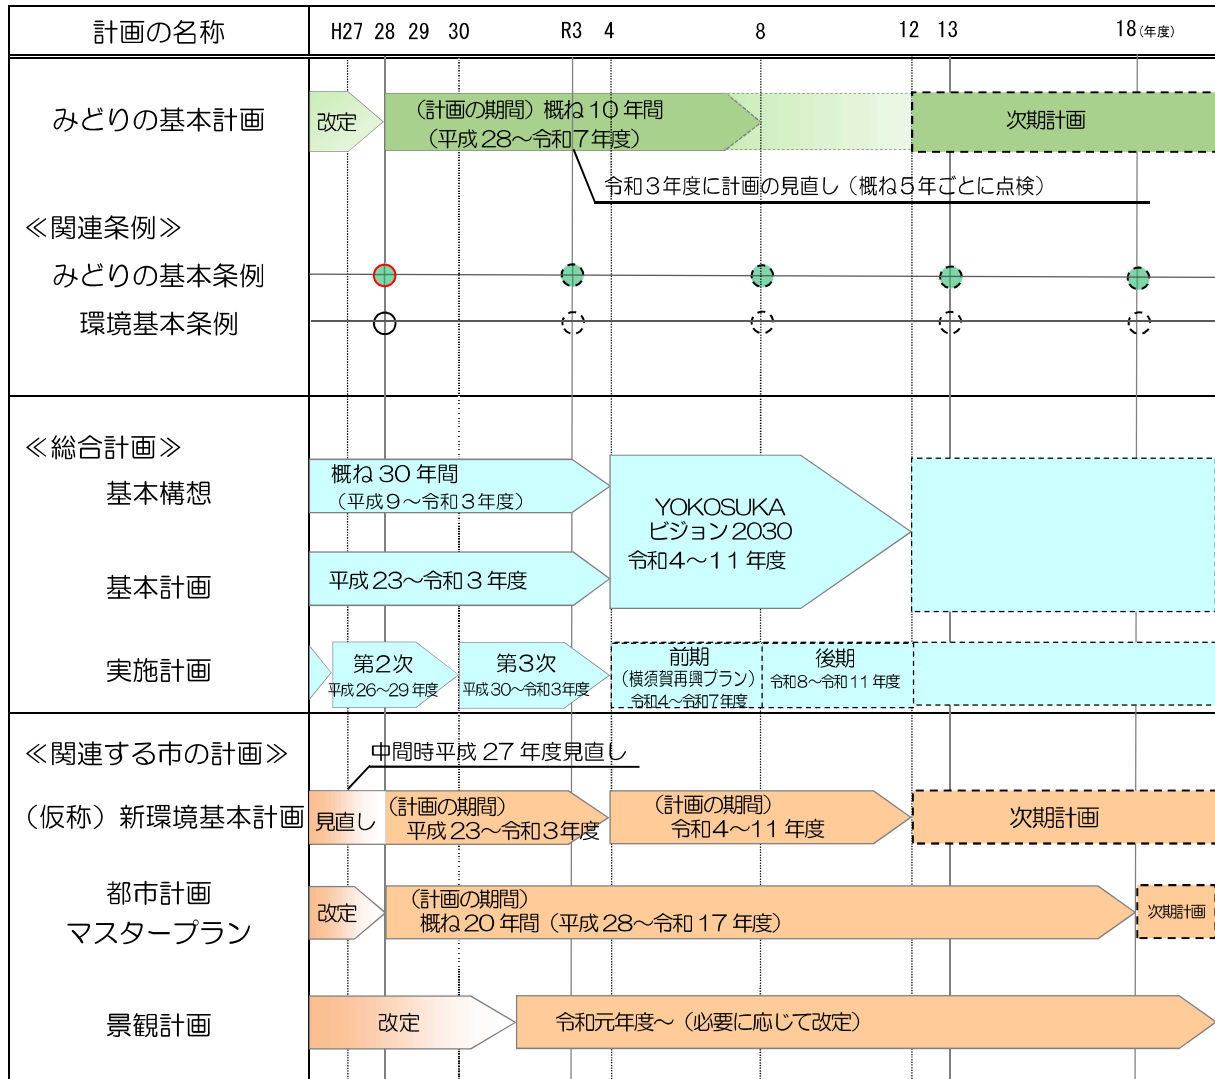 計画の名称
H27 28 29 30 R3 4 8 12 13 18(年度)
みどりの基本計画
改定
(計画の期間) 概ね10年間
(平成28～令和7年度)
次期計画
令和3年度に計画の見直し（概ね5年ごとに点検）
≪関連条例≫
みどりの基本条例
環境基本条例
≪総合計画≫
基本構想
概ね30年間
（平成9～令和3年度）
YOKOSUKA
ビジョン2030
令和4～11年度
基本計画
平成23～令和3年度
実施計画
第2次
平成26～29年度
第3次
平成30～令和3年度
前期
(横須賀再興プラン)
令和4～令和7年度
後期
令和8～令和11年度
≪関連する市の計画≫
中間時平成27年度見直し
（仮称）新環境基本計画
見直し
(計画の期間)
平成23～令和3年度
(計画の期間)
令和4～11年度
次期計画
都市計画
マスタープラン
改定
(計画の期間)
概ね20年間（平成28～令和17年度）
次期計画
景観計画
改定
令和元年度～（必要に応じて改定）